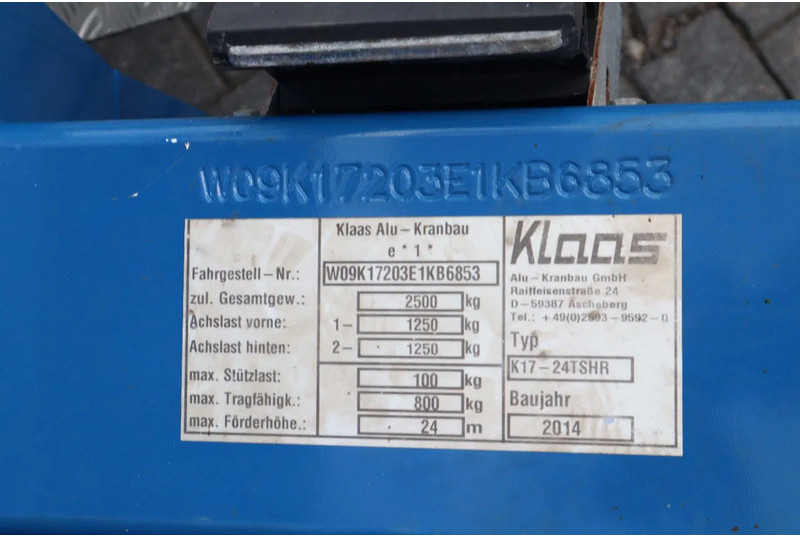 W09K17203E1KB6853
Klaas Alu-Kranbau
e*1*
Fahrgestell-Nr.: W09K17203E1KB6853
zul. Gesamtgew.: 2500 kg
Achslast vorne: 1- 1250 kg
Achslast hinten: 2- 1250 kg
max. Stützlast: 100 kg
max. Tragfähigk.: 800 kg
max. Förderhöhe.: 24 m
Klaas
Alu-Kranbau GmbH
Raiffeisenstraße 24
D-59387 Ascheberg
Tel.: +49(0)2593-9592-0
Typ
K17-24TSHR
Baujahr
2014